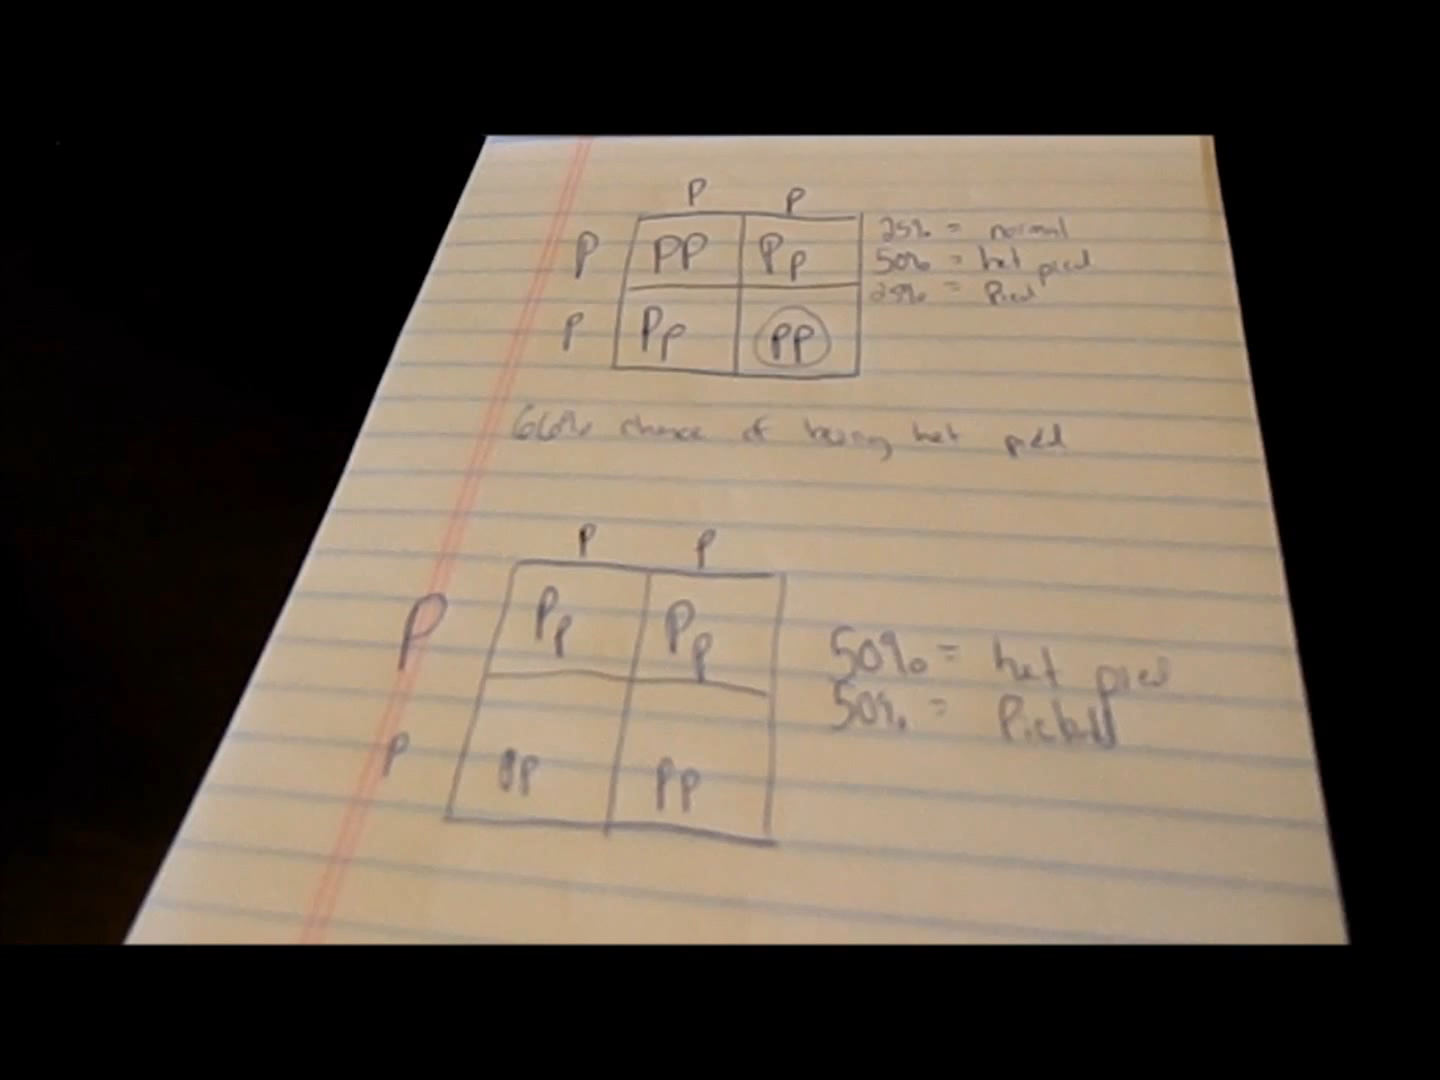 P p
P PP Pp 25% = normal
50% = het pied
25% = Pied
p Pp pp
66% chance of being het pied
p p
P Pp Pp 50% = het pied
50% = Piebald
p pp pp